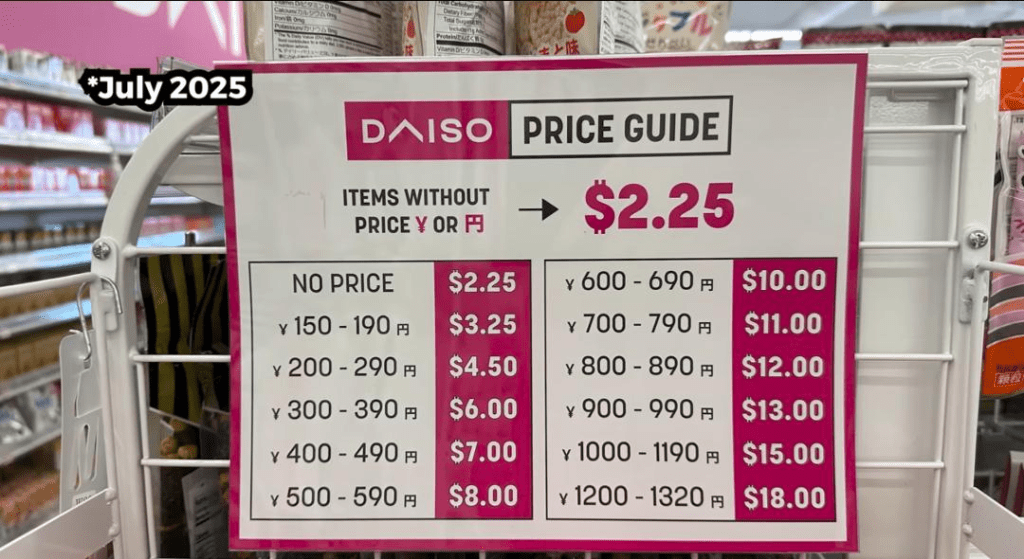 *July 2025
DAISO PRICE GUIDE
ITEMS WITHOUT
PRICE ¥ OR 円
→ $2.25
NO PRICE $2.25
¥ 150 - 190 円 $3.25
¥ 200 - 290 円 $4.50
¥ 300 - 390 円 $6.00
¥ 400 - 490 円 $7.00
¥ 500 - 590 円 $8.00
¥ 600 - 690 円 $10.00
¥ 700 - 790 円 $11.00
¥ 800 - 890 円 $12.00
¥ 900 - 990 円 $13.00
¥ 1000 - 1190 円 $15.00
¥ 1200 - 1320 円 $18.00